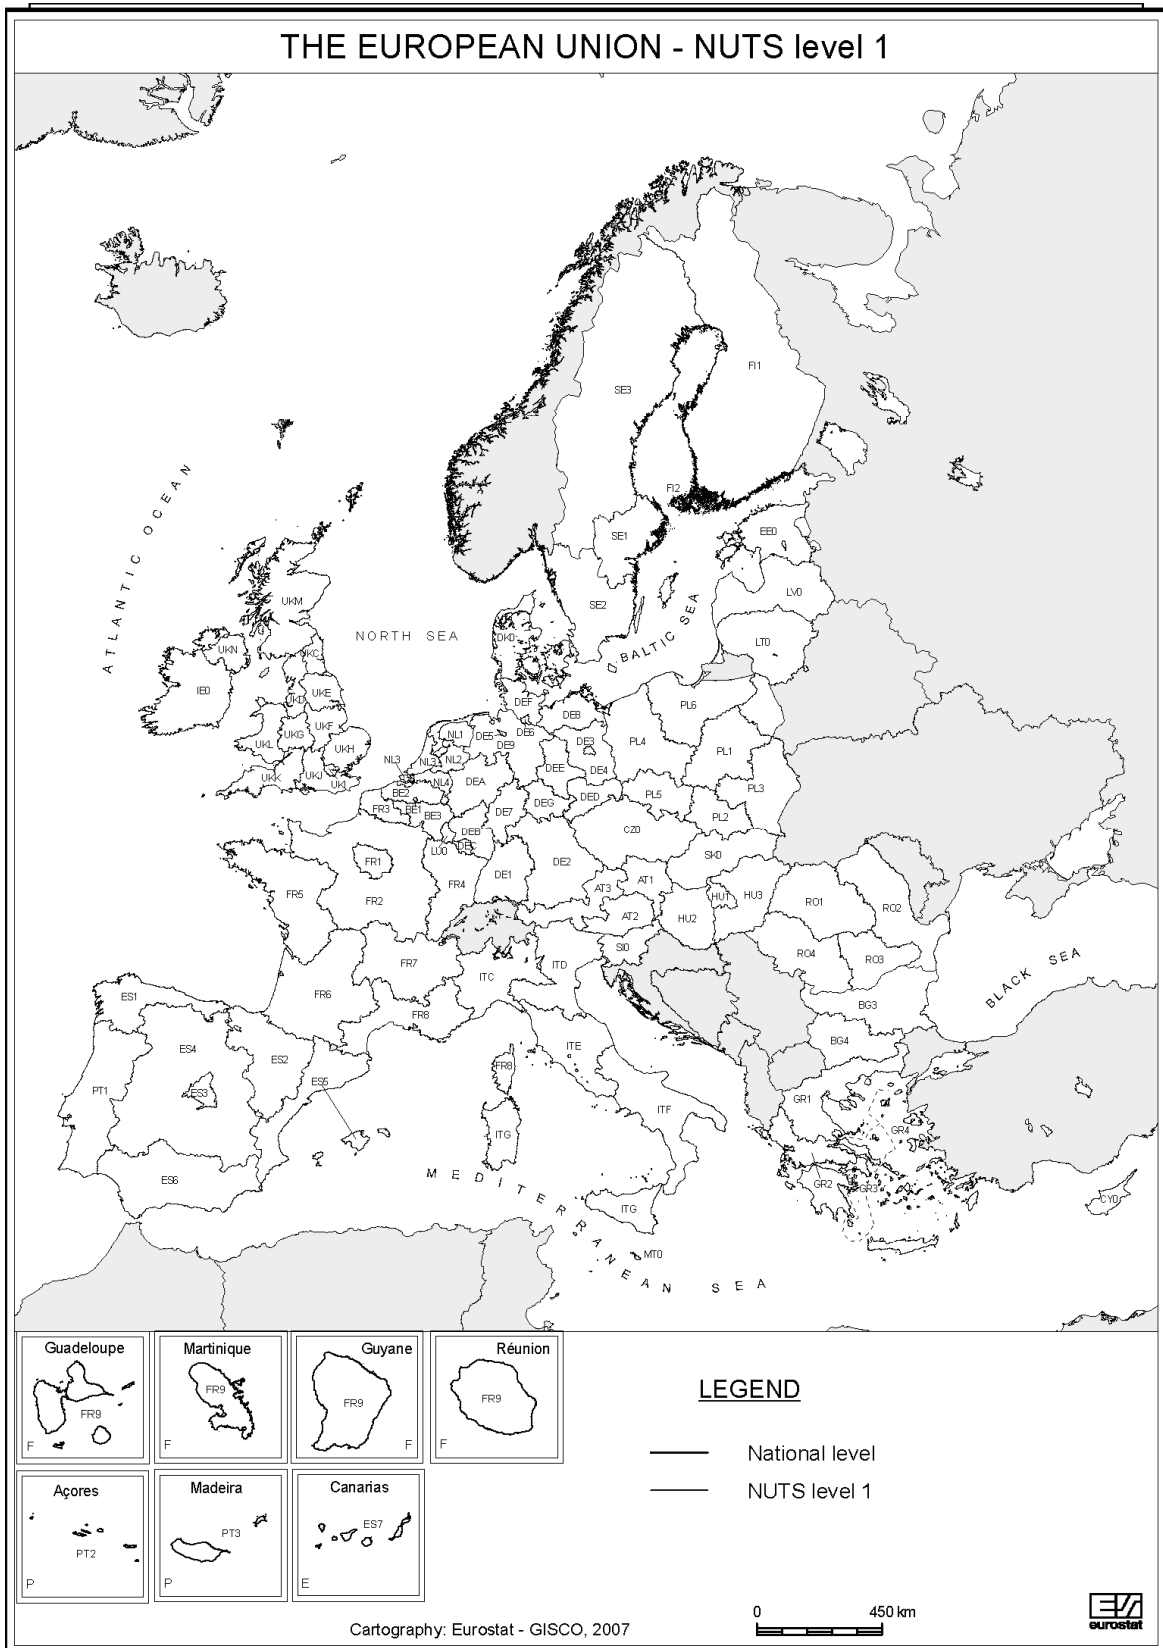 THE EUROPEAN UNION - NUTS level 1
FI1
SE3
FI2
SE1
EE0
ATLANTIC OCEAN
UKM
SE2
LV0
NORTH SEA
DK0
BALTIC SEA
LT0
UKN
UKC
IE0
UKD
UKE
DEF
DE8
PL6
UKF
UKG
NL1
DE5
DE6
DE9
DE3
PL4
PL1
UKL
UKH
NL3
NL3
NL2
DEE
DE4
UKK
UKJ
UKI
NL4
DEA
PL3
BE2
PL5
DED
FR3
BE1
BE3
DE7
DEG
PL2
DEB
CZ0
LU0
DEC
FR1
DE2
SK0
DE1
FR4
AT3
AT1
FR5
FR2
HU1
HU3
RO1
RO2
AT2
HU2
SI0
RO4
RO3
FR7
ITD
ITC
BLACK SEA
ES1
FR6
FR8
BG3
BG4
ES4
ES2
ITE
FR8
PT1
ES3
ES5
GR1
ITF
ITG
GR4
ES6
MEDITERRANEAN SEA
GR2
GR3
CY0
ITG
MT0
Guadeloupe
FR9
F
Martinique
FR9
F
Guyane
FR9
F
Réunion
FR9
F
LEGEND
National level
NUTS level 1
Açores
PT2
P
Madeira
PT3
P
Canarias
ES7
E
0 450 km
Cartography: Eurostat - GISCO, 2007
eurostat